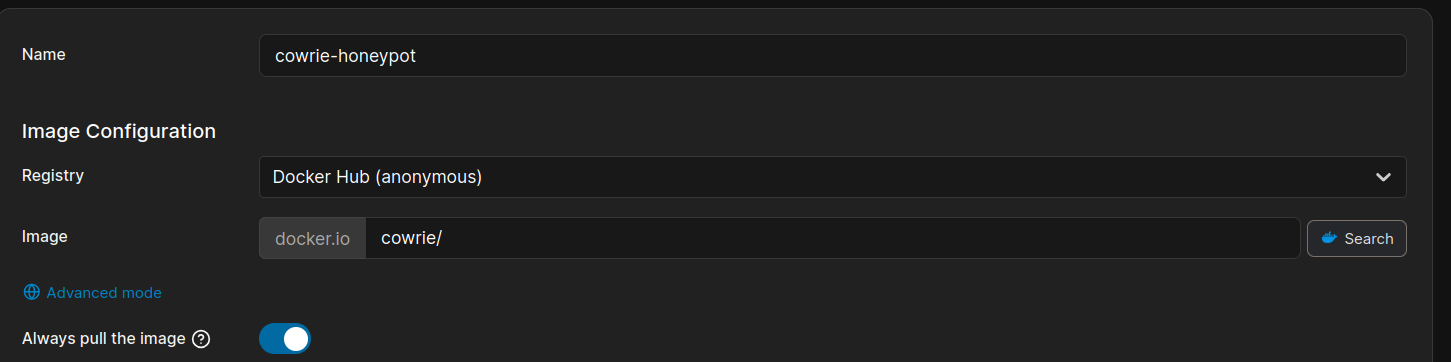 Name
cowrie-honeypot
Image Configuration
Registry
Docker Hub (anonymous)
Image
docker.io
cowrie/
Search
Advanced mode
Always pull the image ?